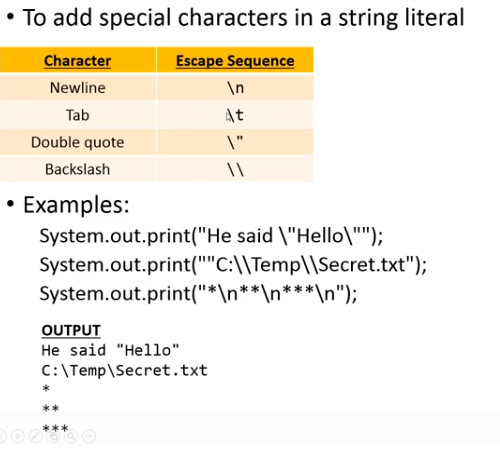 • To add special characters in a string literal
Character Escape Sequence
Newline \n
Tab \t
Double quote \"
Backslash \\
• Examples:
System.out.print("He said \"Hello\"");
System.out.print(""C:\\Temp\\Secret.txt");
System.out.print("*\n**\n***\n");
OUTPUT
He said "Hello"
C:\Temp\Secret.txt
*
**
***